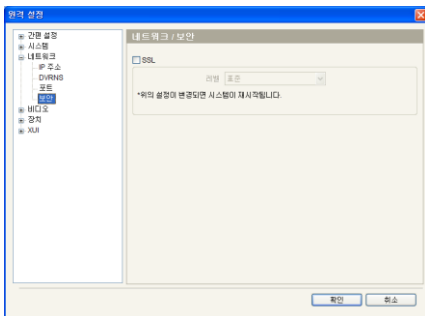 원격 설정
간편 설정
시스템
네트워크
IP 주소
DVRNS
포트
보안
비디오
장치
XUI
네트워크 / 보안
SSL
레벨 표준
*위의 설정이 변경되면 시스템이 재시작됩니다.
확인 취소